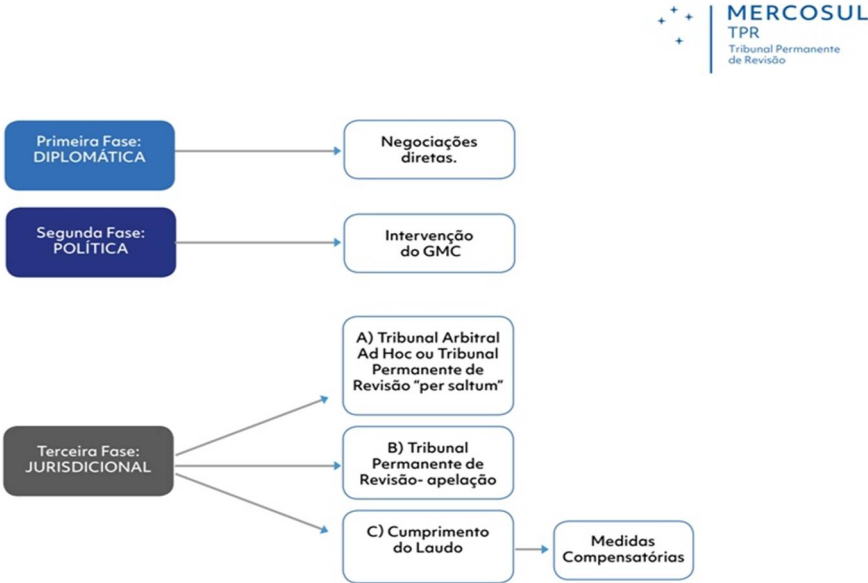 MERCOSUL
TPR
Tribunal Permanente
de Revisão
Primeira Fase:
DIPLOMÁTICA
Negociações
diretas.
Segunda Fase:
POLÍTICA
Intervenção
do GMC
A) Tribunal Arbitral
Ad Hoc ou Tribunal
Permanente de
Revisão “per saltum”
Terceira Fase:
JURISDICIONAL
B) Tribunal
Permanente de
Revisão- apelação
C) Cumprimento
do Laudo
Medidas
Compensatórias